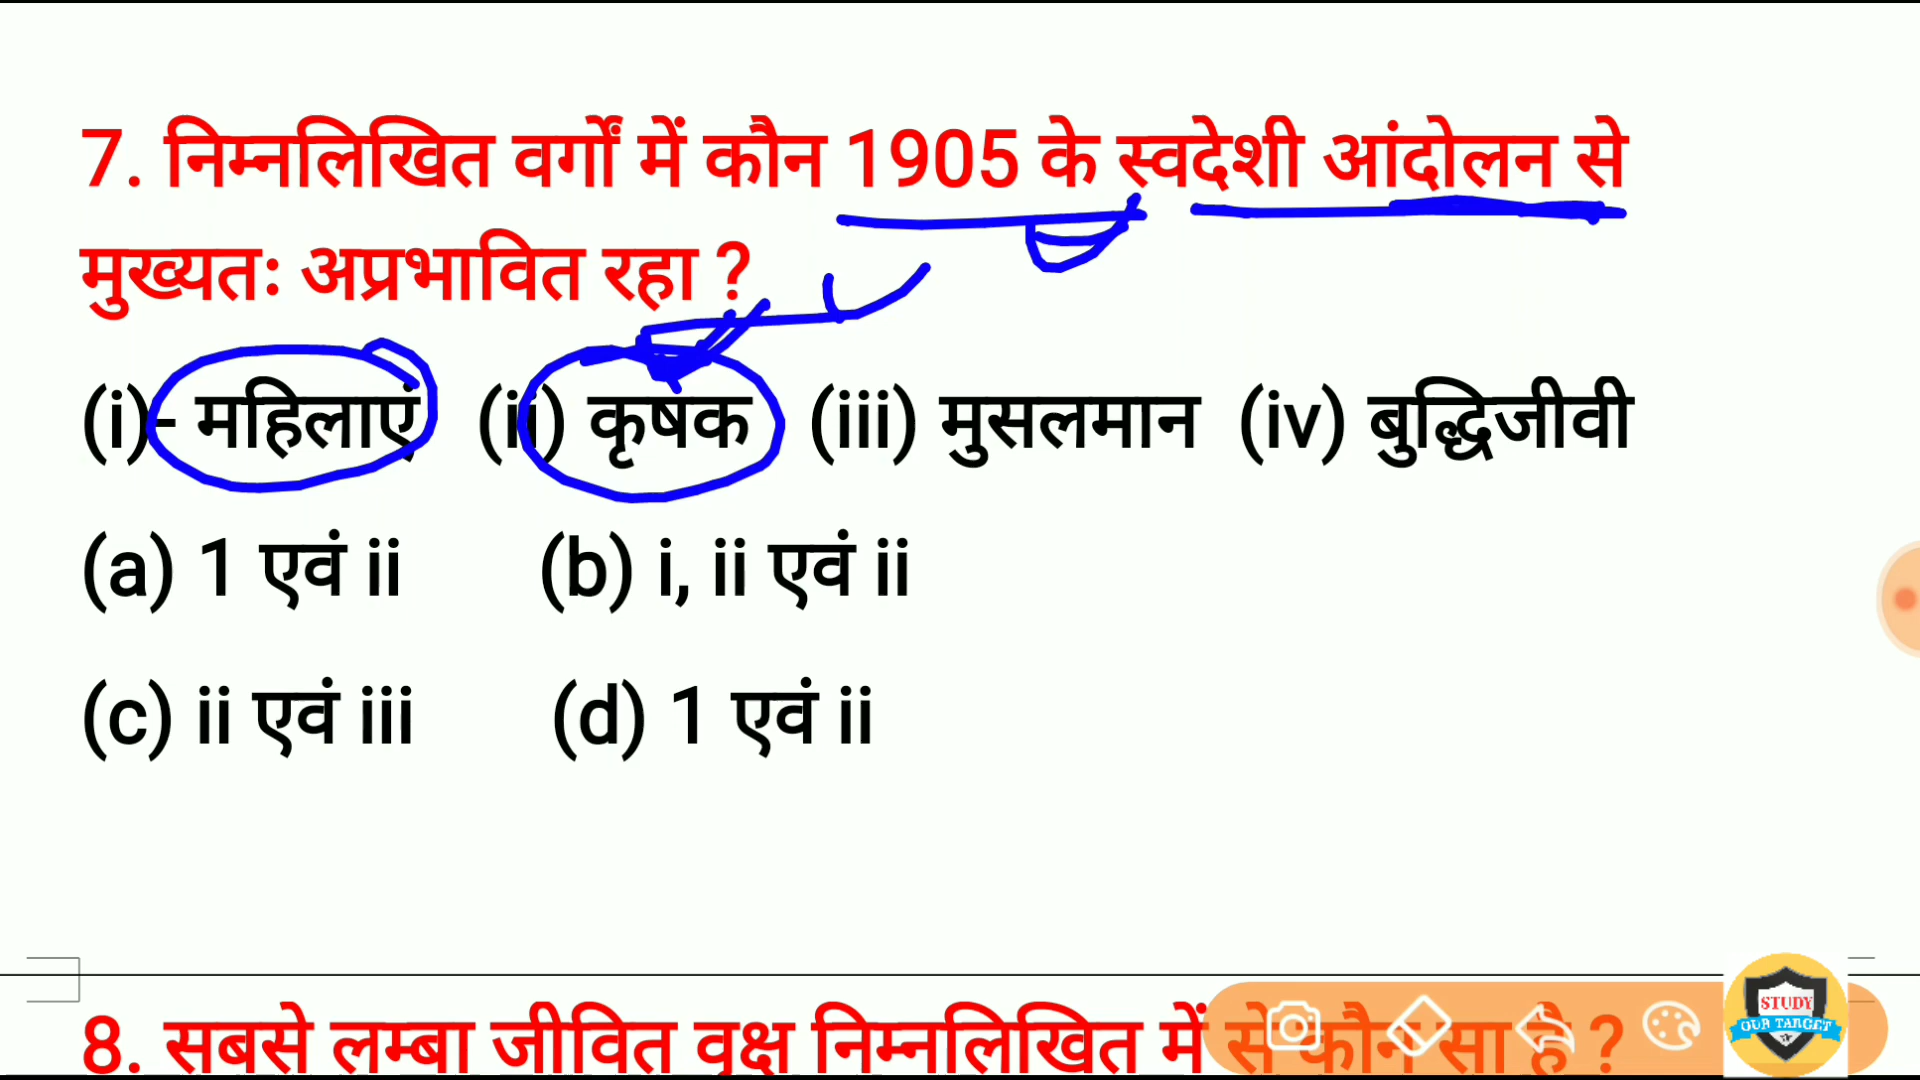 7. निम्नलिखित वर्गों में कौन 1905 के स्वदेशी आंदोलन से
मुख्यतः अप्रभावित रहा ?
(i)- महिलाएं (ii) कृषक (iii) मुसलमान (iv) बुद्धिजीवी
(a) 1 एवं ii (b) i, ii एवं ii
(c) ii एवं iii (d) 1 एवं ii
8. सबसे लम्बा जीवित वृक्ष निम्नलिखित में से कौन सा है ?
STUDY
OUR TARGET